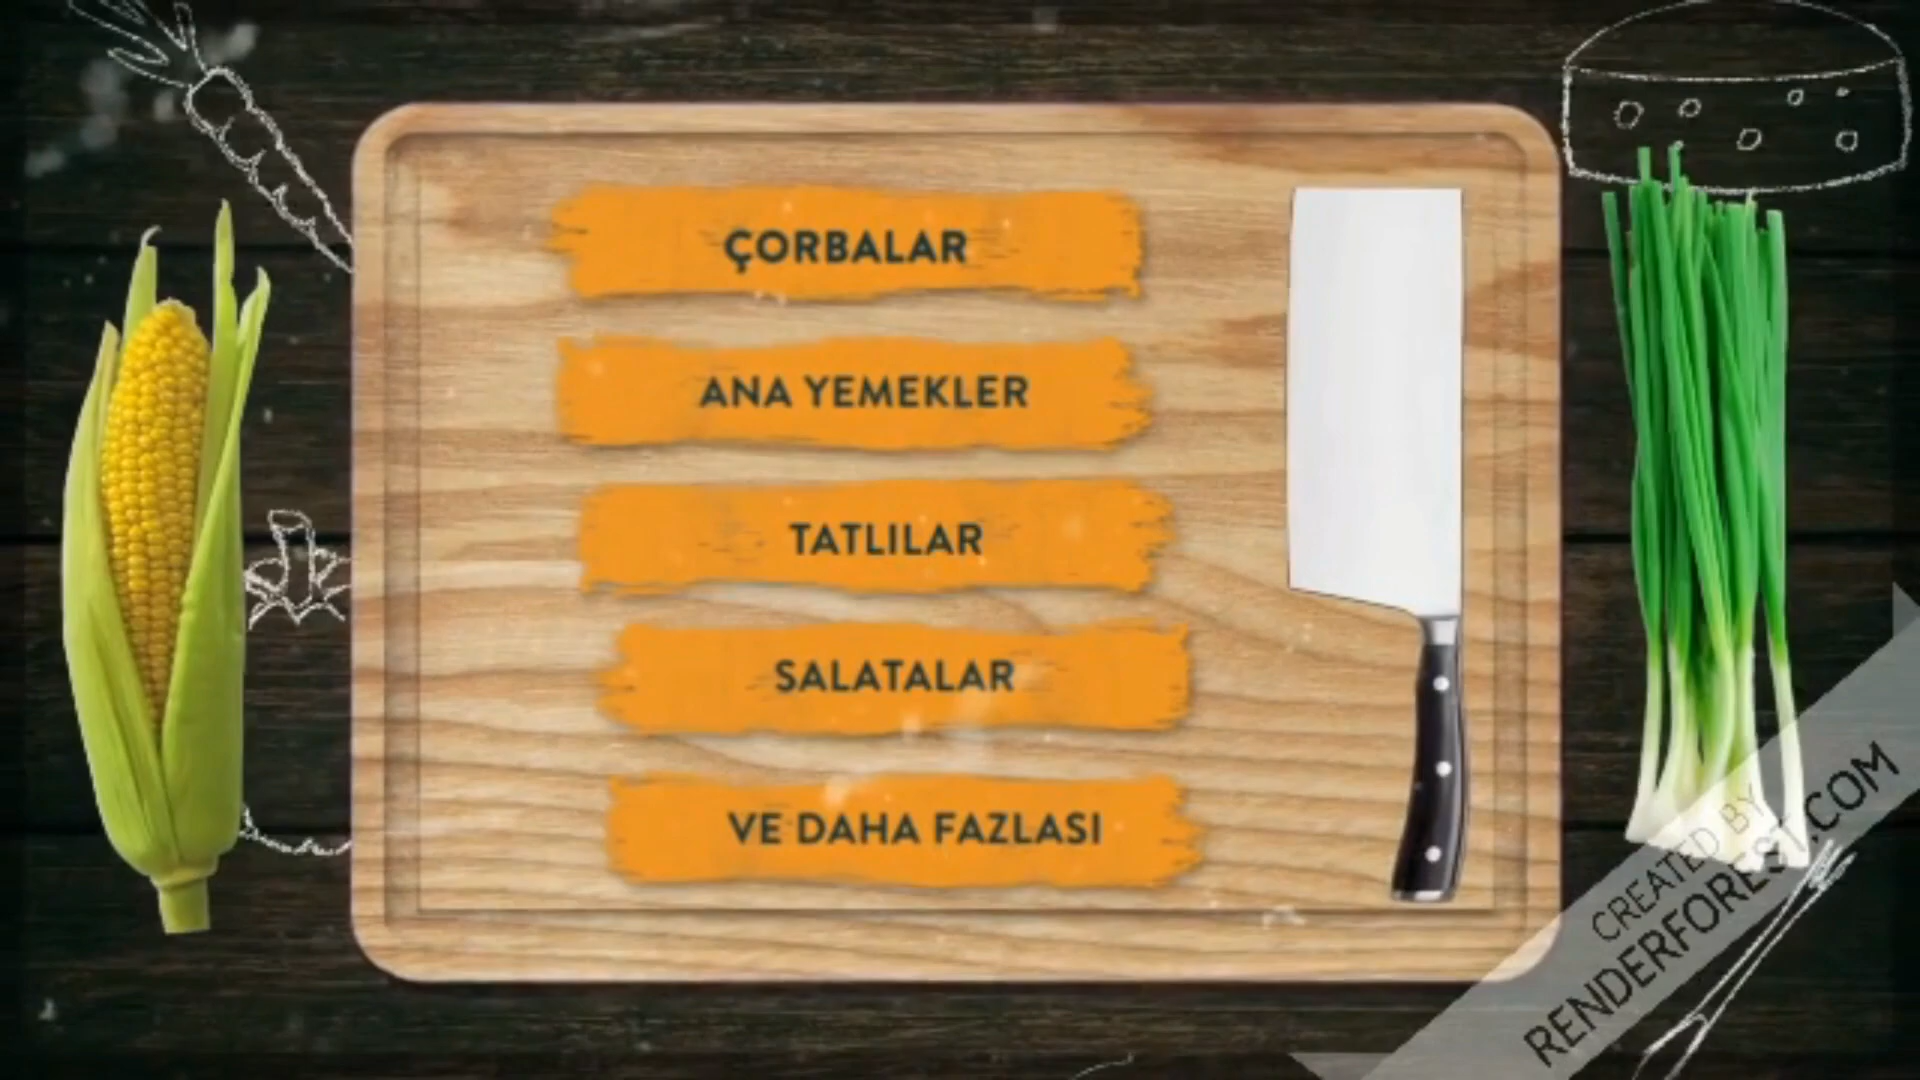 ÇORBALAR
ANA YEMEKLER
TATLILAR
SALATALAR
VE DAHA FAZLASI
CREATED BY
RENDERFOREST.COM